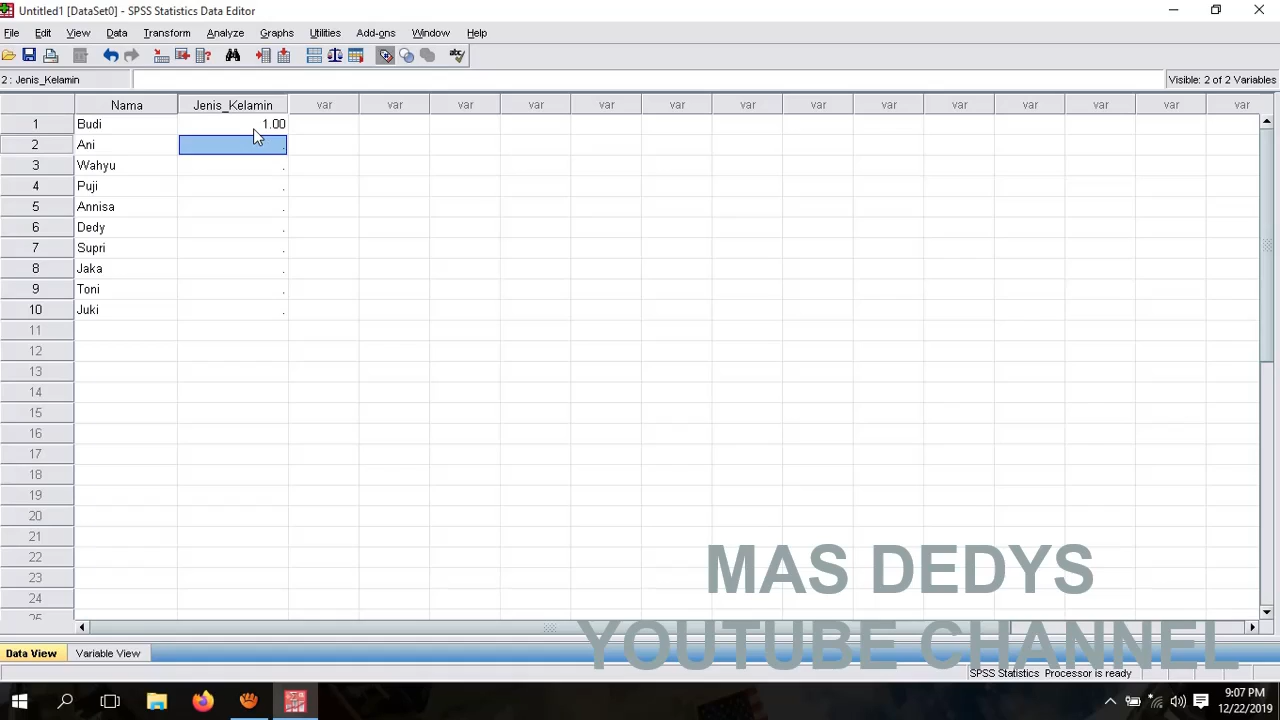 Untitled1 [DataSet0] - SPSS Statistics Data Editor
File Edit View Data Transform Analyze Graphs Utilities Add-ons Window Help
2 : Jenis_Kelamin Visible: 2 of 2 Variables
Nama Jenis_Kelamin var var var var var var var var var var var var var var
1 Budi 1.00
2 Ani .
3 Wahyu .
4 Puji .
5 Annisa .
6 Dedy .
7 Supri .
8 Jaka .
9 Toni .
10 Juki .
11
12
13
14
15
16
17
18
19
20
21
22
23
24
25
MAS DEDYS
YOUTUBE CHANNEL
Data View Variable View
SPSS Statistics Processor is ready
9:07 PM
12/22/2019